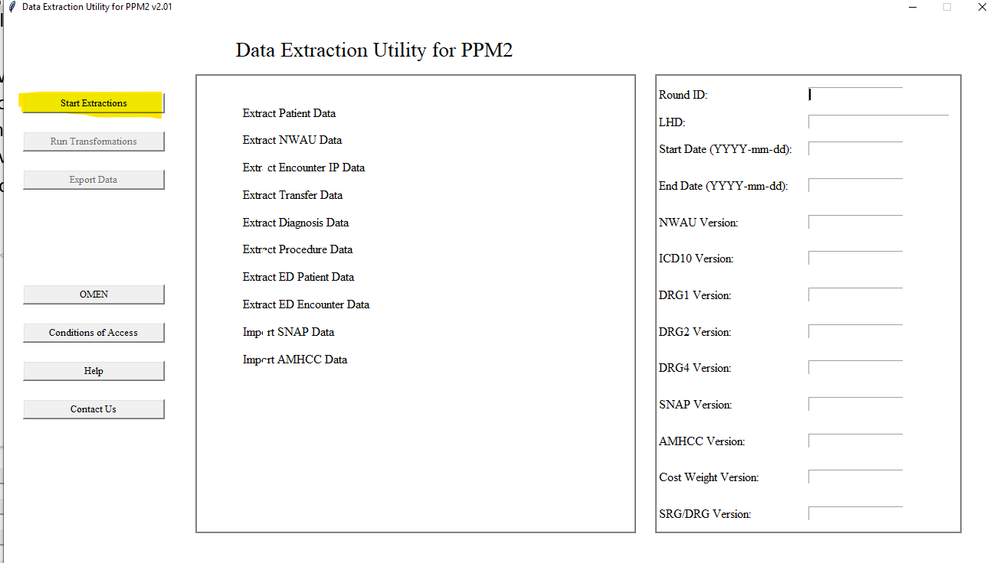 Data Extraction Utility for PPM2 v2.01
Data Extraction Utility for PPM2
Start Extractions
Run Transformations
Export Data
OMEN
Conditions of Access
Help
Contact Us
Extract Patient Data
Extract NWAU Data
Extract Encounter IP Data
Extract Transfer Data
Extract Diagnosis Data
Extract Procedure Data
Extract ED Patient Data
Extract ED Encounter Data
Import SNAP Data
Import AMHCC Data
Round ID:
LHD:
Start Date (YYYY-mm-dd):
End Date (YYYY-mm-dd):
NWAU Version:
ICD10 Version:
DRG1 Version:
DRG2 Version:
DRG4 Version:
SNAP Version:
AMHCC Version:
Cost Weight Version:
SRG/DRG Version: